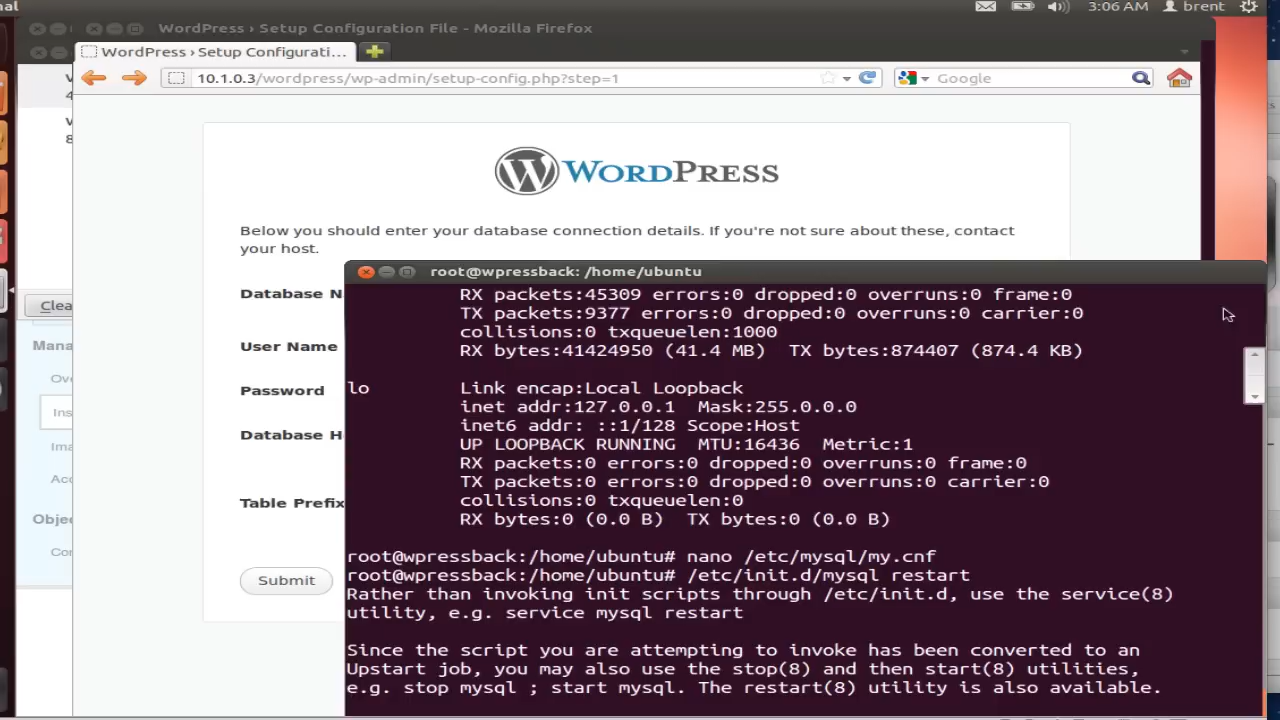 nal
3:06 AM
brent
WordPress › Setup Configuration File - Mozilla Firefox
WordPress › Setup Configurati...
10.1.0.3/wordpress/wp-admin/setup-config.php?step=1
Google
WORDPRESS
Below you should enter your database connection details. If you're not sure about these, contact
your host.
Database N
User Name
Password
Database H
Table Prefix
Submit
Clea
Mana
Ov
Ins
Ima
Acc
Obje
Co
root@wpressback: /home/ubuntu
RX packets:45309 errors:0 dropped:0 overruns:0 frame:0
TX packets:9377 errors:0 dropped:0 overruns:0 carrier:0
collisions:0 txqueuelen:1000
RX bytes:41424950 (41.4 MB)  TX bytes:874407 (874.4 KB)
lo        Link encap:Local Loopback
inet addr:127.0.0.1  Mask:255.0.0.0
inet6 addr: ::1/128 Scope:Host
UP LOOPBACK RUNNING  MTU:16436  Metric:1
RX packets:0 errors:0 dropped:0 overruns:0 frame:0
TX packets:0 errors:0 dropped:0 overruns:0 carrier:0
collisions:0 txqueuelen:0
RX bytes:0 (0.0 B)  TX bytes:0 (0.0 B)
root@wpressback:/home/ubuntu# nano /etc/mysql/my.cnf
root@wpressback:/home/ubuntu# /etc/init.d/mysql restart
Rather than invoking init scripts through /etc/init.d, use the service(8)
utility, e.g. service mysql restart
Since the script you are attempting to invoke has been converted to an
Upstart job, you may also use the stop(8) and then start(8) utilities,
e.g. stop mysql ; start mysql. The restart(8) utility is also available.